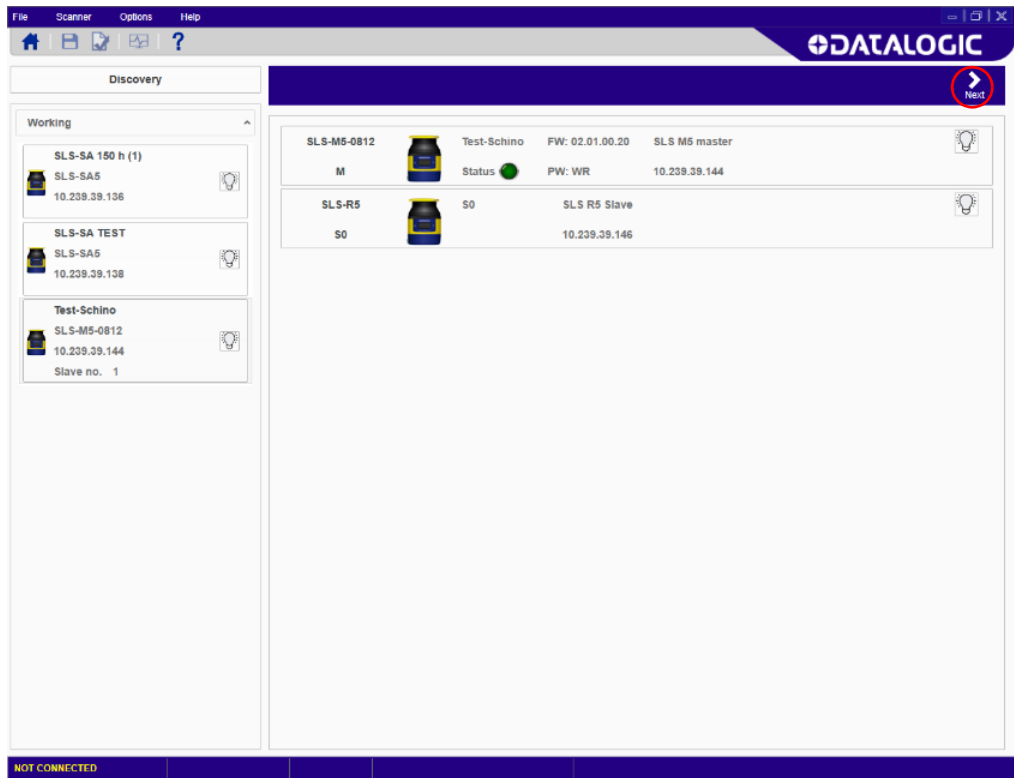 File Scanner Options Help
? DATALOGIC
Discovery
Next
Working
SLS-SA 150 h (1)
SLS-SA5
10.239.39.136
SLS-SA TEST
SLS-SA5
10.239.39.138
Test-Schino
SLS-M5-0812
10.239.39.144
Slave no. 1
SLS-M5-0812 Test-Schino FW: 02.01.00.20 SLS M5 master
M Status PW: WR 10.239.39.144
SLS-R5 S0 SLS R5 Slave
S0 10.239.39.146
NOT CONNECTED